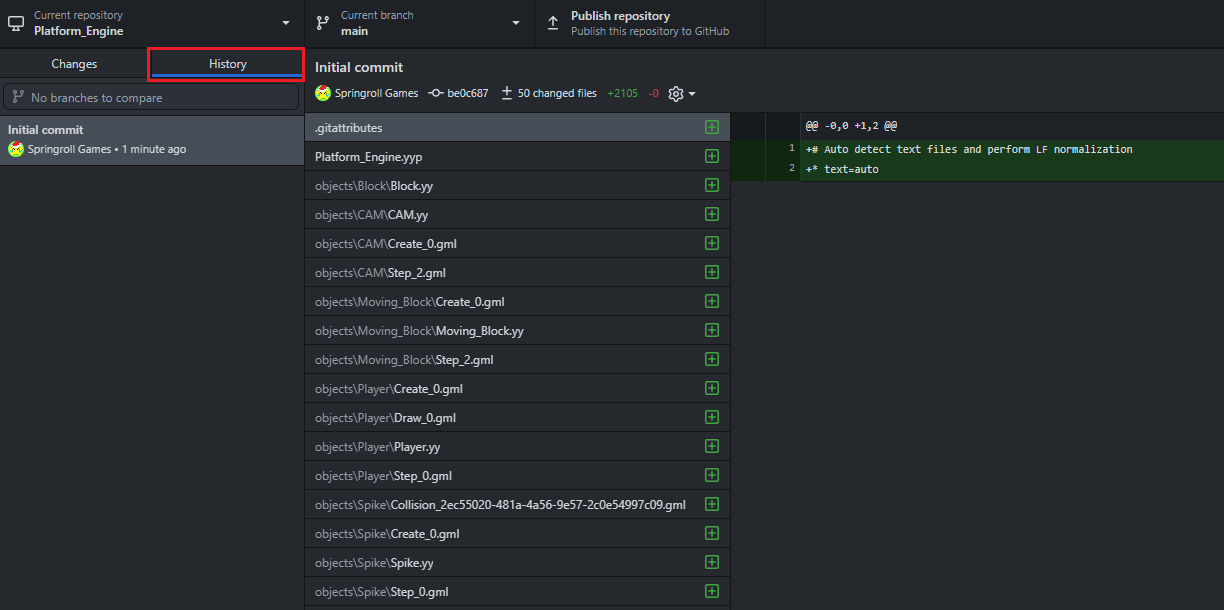 Current repository
Platform_Engine
Current branch
main
Publish repository
Publish this repository to GitHub
Changes
History
No branches to compare
Initial commit
Springroll Games • 1 minute ago
Initial commit
Springroll Games be0c687 50 changed files +2105 -0
.gitattributes
Platform_Engine.yyp
objects\Block\Block.yy
objects\CAM\CAM.yy
objects\CAM\Create_0.gml
objects\CAM\Step_2.gml
objects\Moving_Block\Create_0.gml
objects\Moving_Block\Moving_Block.yy
objects\Moving_Block\Step_2.gml
objects\Player\Create_0.gml
objects\Player\Draw_0.gml
objects\Player\Player.yy
objects\Player\Step_0.gml
objects\Spike\Collision_2ec55020-481a-4a56-9e57-2c0e54997c09.gml
objects\Spike\Create_0.gml
objects\Spike\Spike.yy
objects\Spike\Step_0.gml
@@ -0,0 +1,2 @@
1 +# Auto detect text files and perform LF normalization
2 +* text=auto